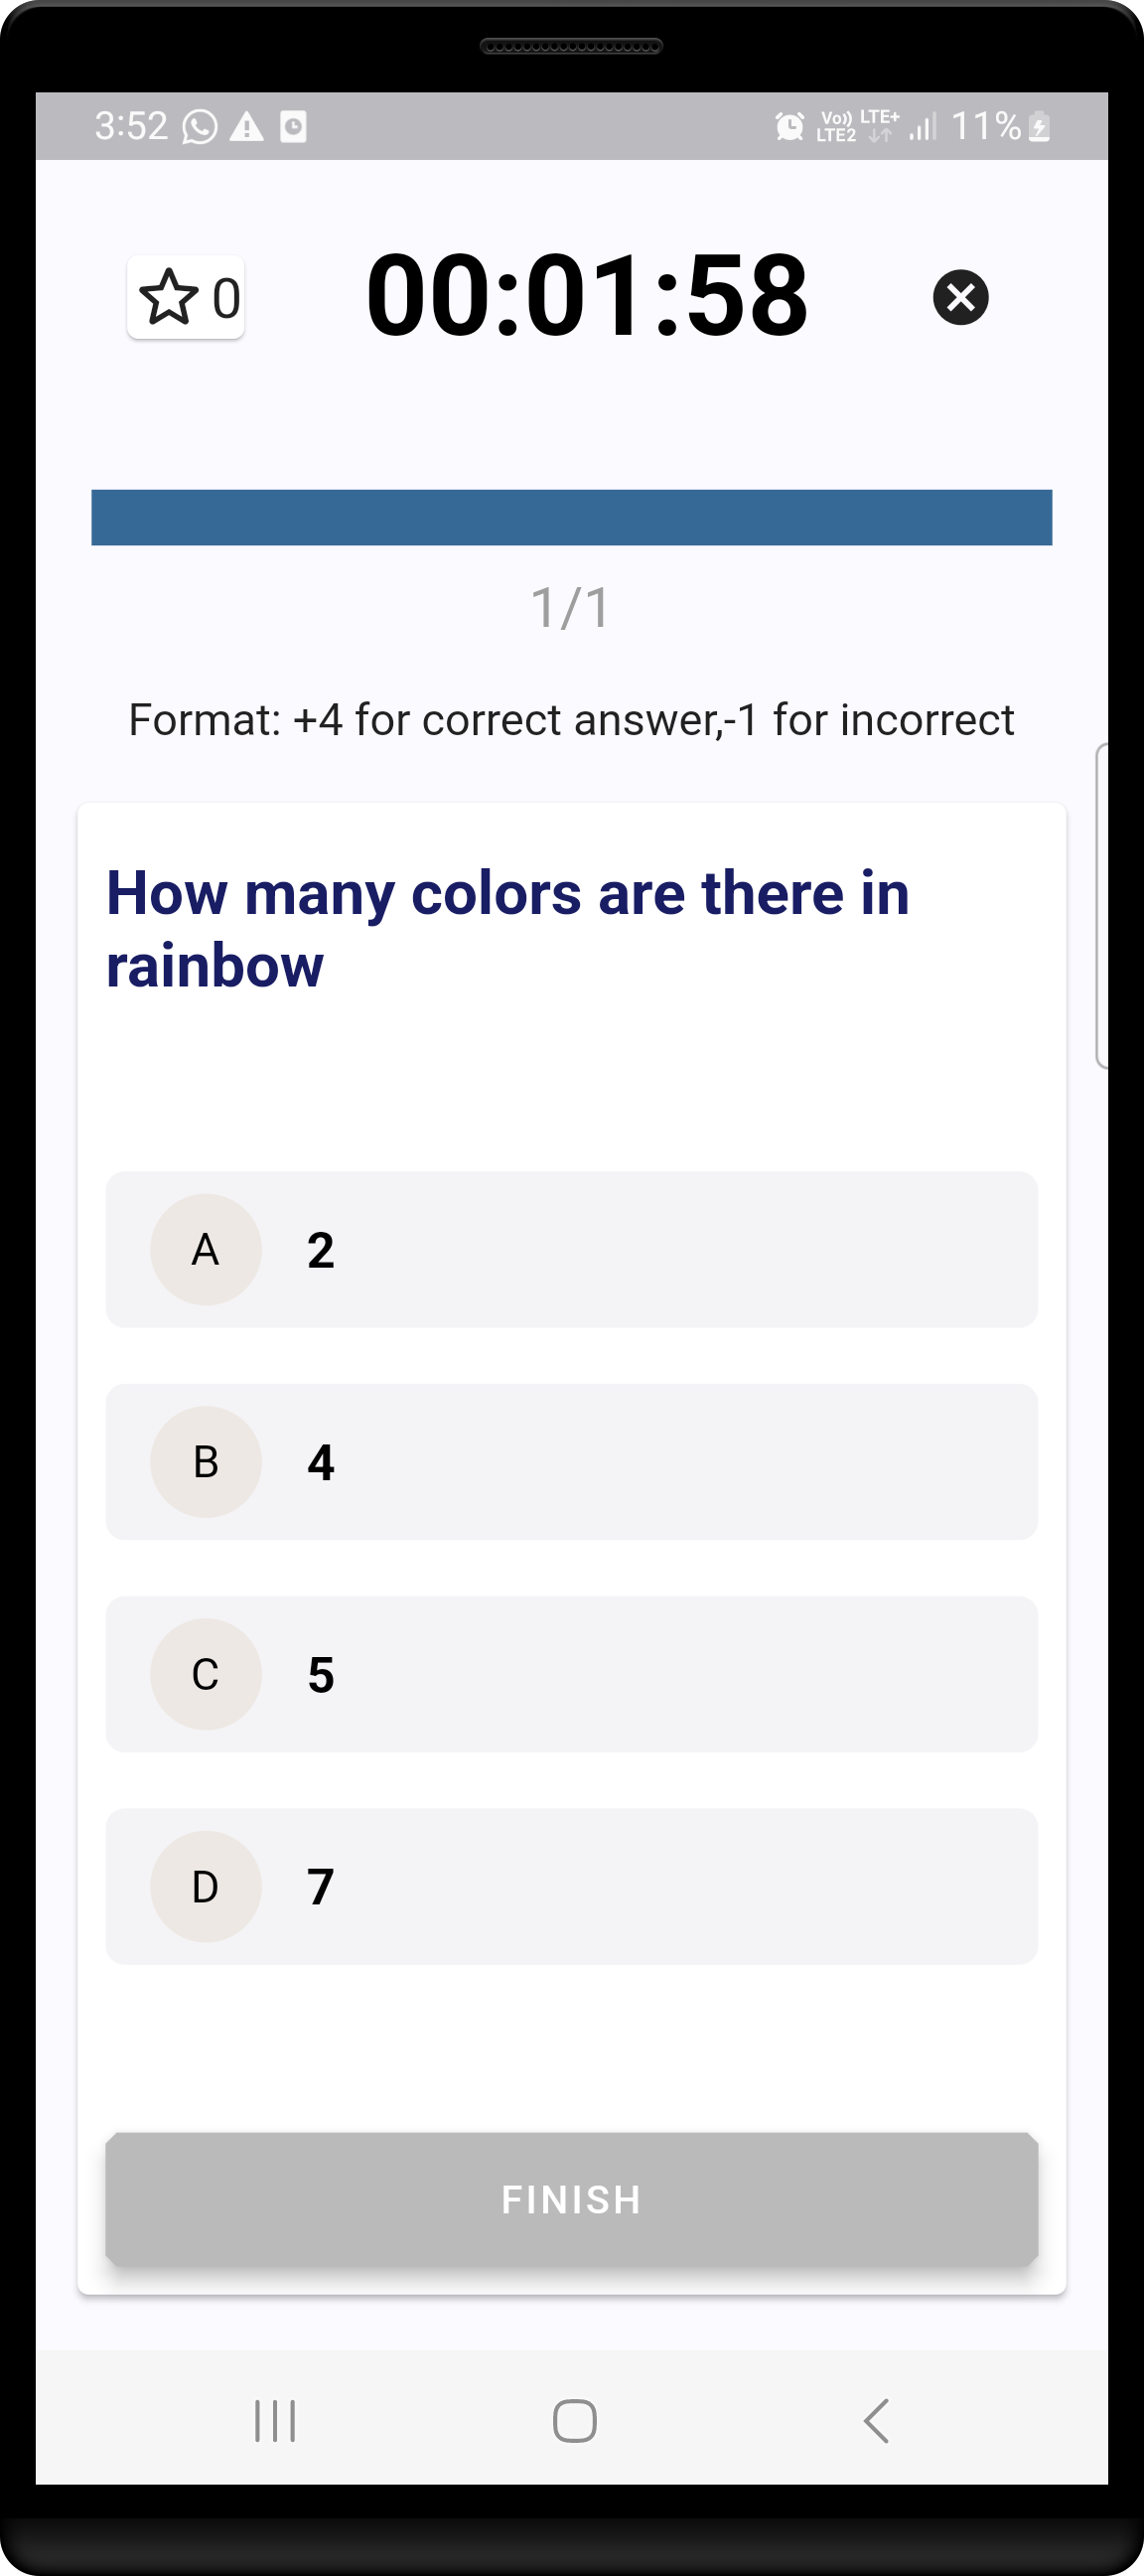 3:52 Vo)) LTE2 LTE+ 11%
0 00:01:58
1/1
Format: +4 for correct answer,-1 for incorrect
How many colors are there in
rainbow
A 2
B 4
C 5
D 7
FINISH